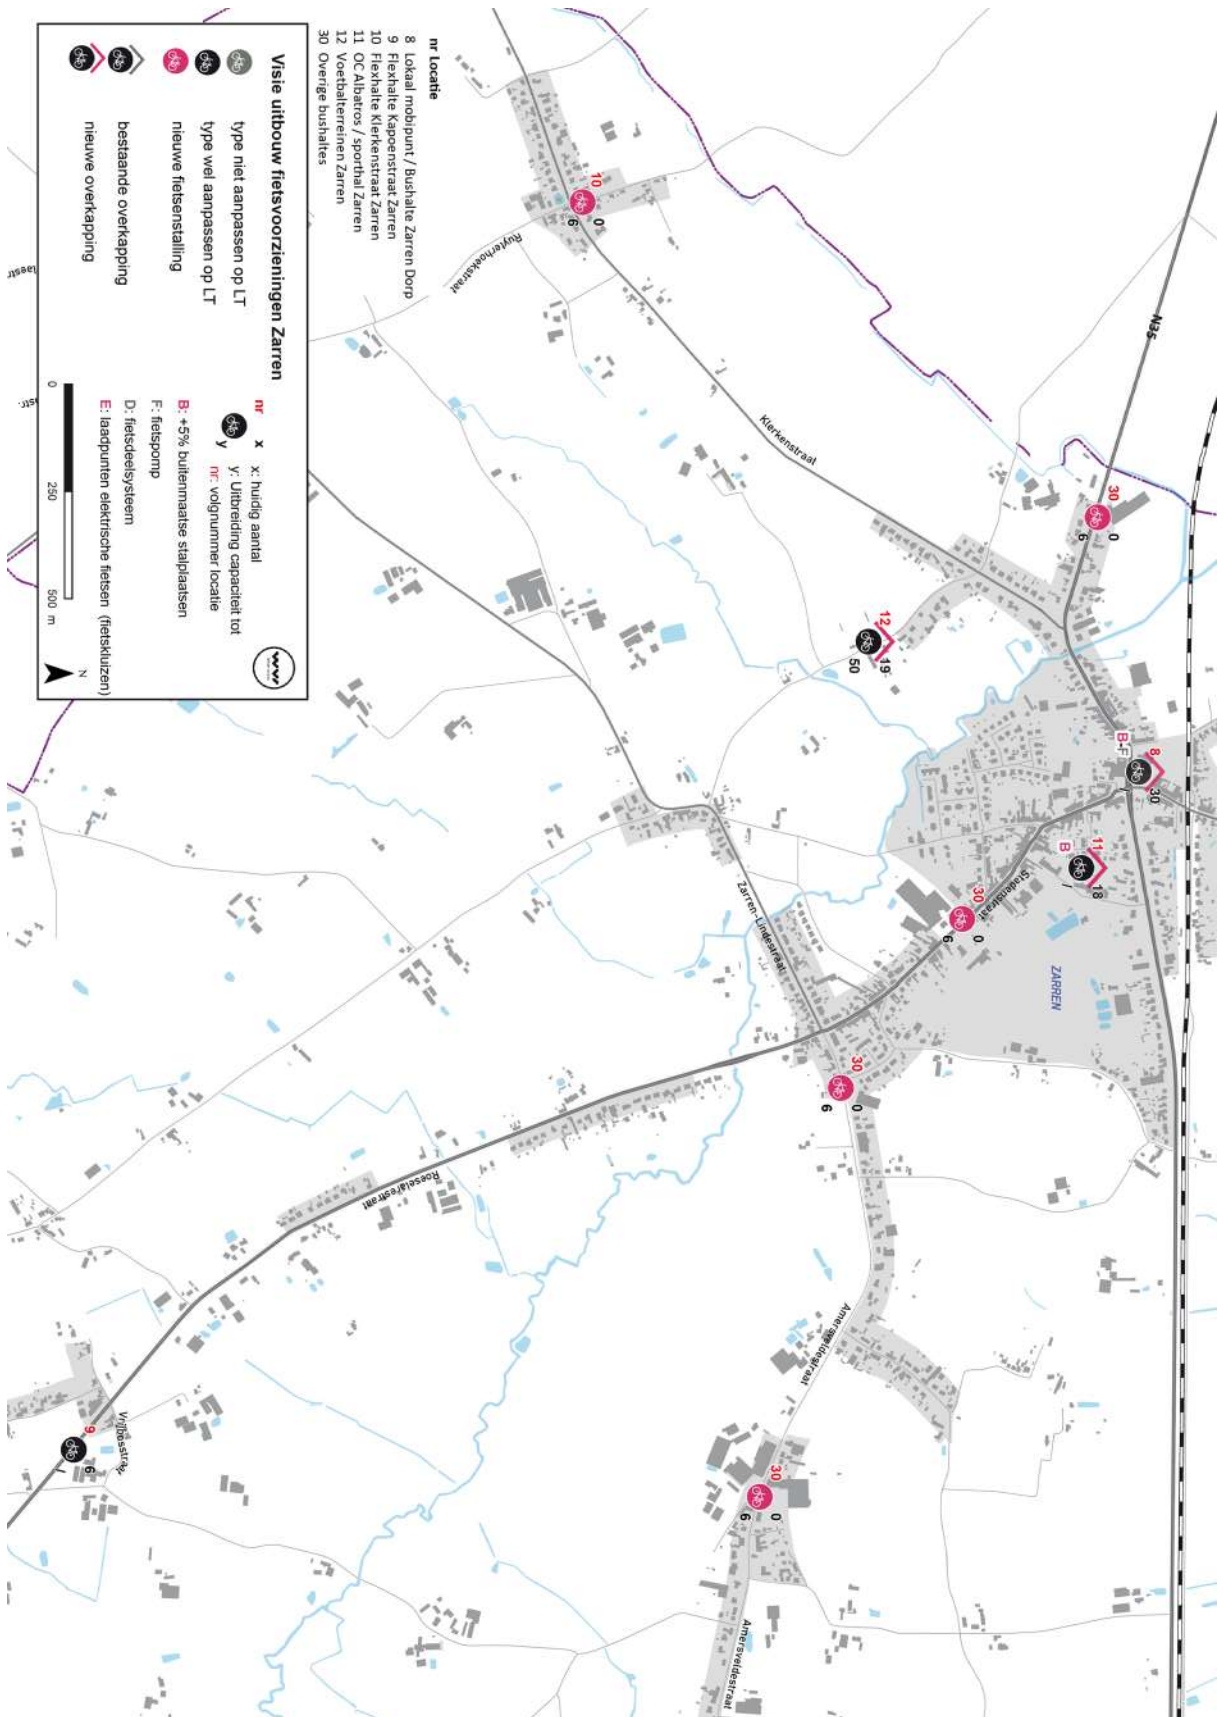 nr Locatie
8 Lokaal mobipunt / Bushalte Zarren Dorp
9 Flexhalte Kapoenstraat Zarren
10 Flexhalte Klerkenstraat Zarren
11 OC Albatros / sporthal Zarren
12 Voetbalterreinen Zarren
30 Overige bushaltes
Visie uitbouw fietsvoorzieningen Zarren
type niet aanpassen op LT
type wel aanpassen op LT
nieuwe fietsenstalling
bestaande overkapping
nieuwe overkapping
nr
x
y
x: huidig aantal
y: Uitbreiding capaciteit tot
nr: volgnummer locatie
B: +5% buitenmaatse stalplaatsen
F: fietspomp
D: fietsdeelsysteem
E: laadpunten elektrische fietsen (fietskluizen)
0 250 500 m
N
N35
30
0
6
10
0
6
Ruyterhoekstraat
Klerkenstraat
12
19
50
8
30
/
B-F
11
18
/
B
Stadenstraat
30
0
6
ZARREN
Zarren-Lindestraat
30
0
6
Roeselarestraat
Amersveldestraat
30
0
6
Amersveldestraat
Vrijbosstraat
9
6
/